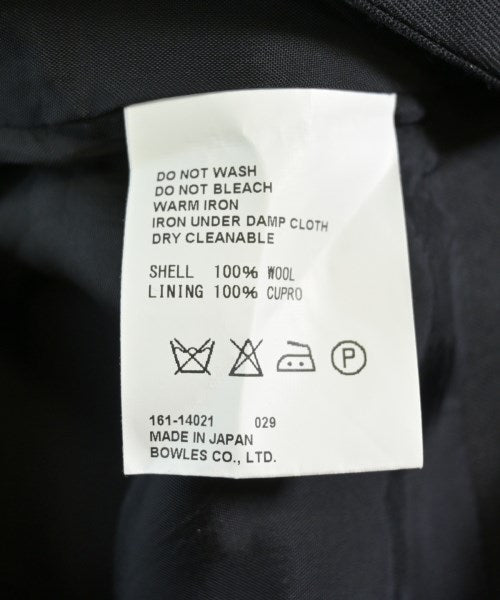 DO NOT WASH
DO NOT BLEACH
WARM IRON
IRON UNDER DAMP CLOTH
DRY CLEANABLE
SHELL 100% WOOL
LINING 100% CUPRO
P
161-14021 029
MADE IN JAPAN
BOWLES CO., LTD.